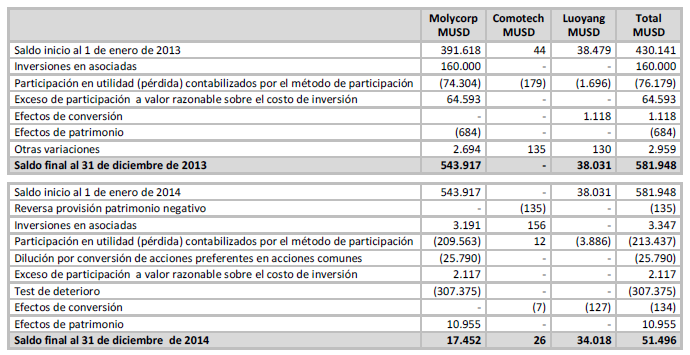 Molycorp Comotech Luoyang Total
MUSD MUSD MUSD MUSD
Saldo inicio al 1 de enero de 2013 391.618 44 38.479 430.141
Inversiones en asociadas 160.000 - - 160.000
Participación en utilidad (pérdida) contabilizados por el método de participación (74.304) (179) (1.696) (76.179)
Exceso de participación a valor razonable sobre el costo de inversión 64.593 - - 64.593
Efectos de conversión - - 1.118 1.118
Efectos de patrimonio (684) - - (684)
Otras variaciones 2.694 135 130 2.959
Saldo final al 31 de diciembre de 2013 543.917 - 38.031 581.948
Saldo inicio al 1 de enero de 2014 543.917 - 38.031 581.948
Reversa provisión patrimonio negativo (135) - (135)
Inversiones en asociadas 3.191 156 - 3.347
Participación en utilidad (pérdida) contabilizados por el método de participación (209.563) 12 (3.886) (213.437)
Dilución por conversión de acciones preferentes en acciones comunes (25.790) - - (25.790)
Exceso de participación a valor razonable sobre el costo de inversión 2.117 - - 2.117
Test de deterioro (307.375) - - (307.375)
Efectos de conversión - (7) (127) (134)
Efectos de patrimonio 10.955 - - 10.955
Saldo final al 31 de diciembre de 2014 17.452 26 34.018 51.496